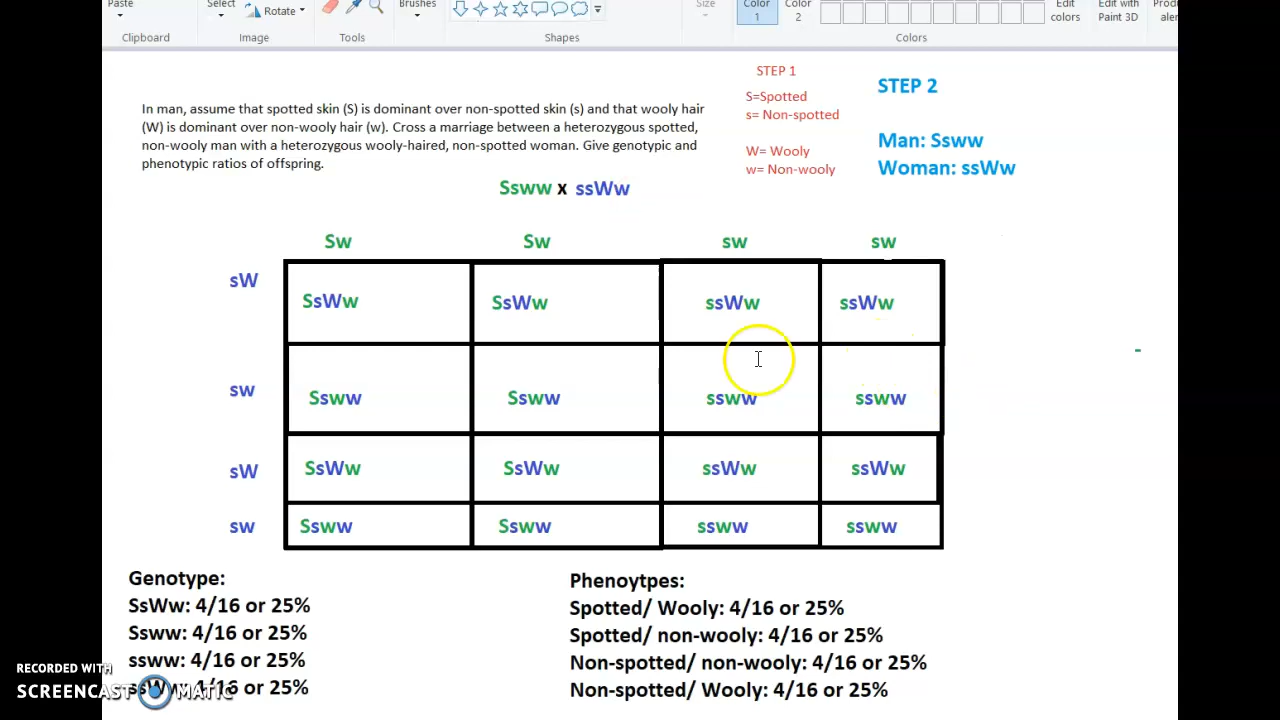 Paste
Select
Rotate
Brushes
Size
Color
1
Color
2
Edit
colors
Edit with
Paint 3D
Clipboard
Image
Tools
Shapes
Colors
STEP 1
S=Spotted
s= Non-spotted
W= Wooly
w= Non-wooly
STEP 2
Man: Ssww
Woman: ssWw
In man, assume that spotted skin (S) is dominant over non-spotted skin (s) and that wooly hair
(W) is dominant over non-wooly hair (w). Cross a marriage between a heterozygous spotted,
non-wooly man with a heterozygous wooly-haired, non-spotted woman. Give genotypic and
phenotypic ratios of offspring.
Ssww x ssWw
Sw Sw sw sw
sW SsWw SsWw ssWw ssWw
sw Ssww Ssww ssww ssww
sW SsWw SsWw ssWw ssWw
sw Ssww Ssww ssww ssww
Genotype:
SsWw: 4/16 or 25%
Ssww: 4/16 or 25%
ssww: 4/16 or 25%
ssWw: 4/16 or 25%
Phenoytpes:
Spotted/ Wooly: 4/16 or 25%
Spotted/ non-wooly: 4/16 or 25%
Non-spotted/ non-wooly: 4/16 or 25%
Non-spotted/ Wooly: 4/16 or 25%
RECORDED WITH
SCREENCAST MATIC